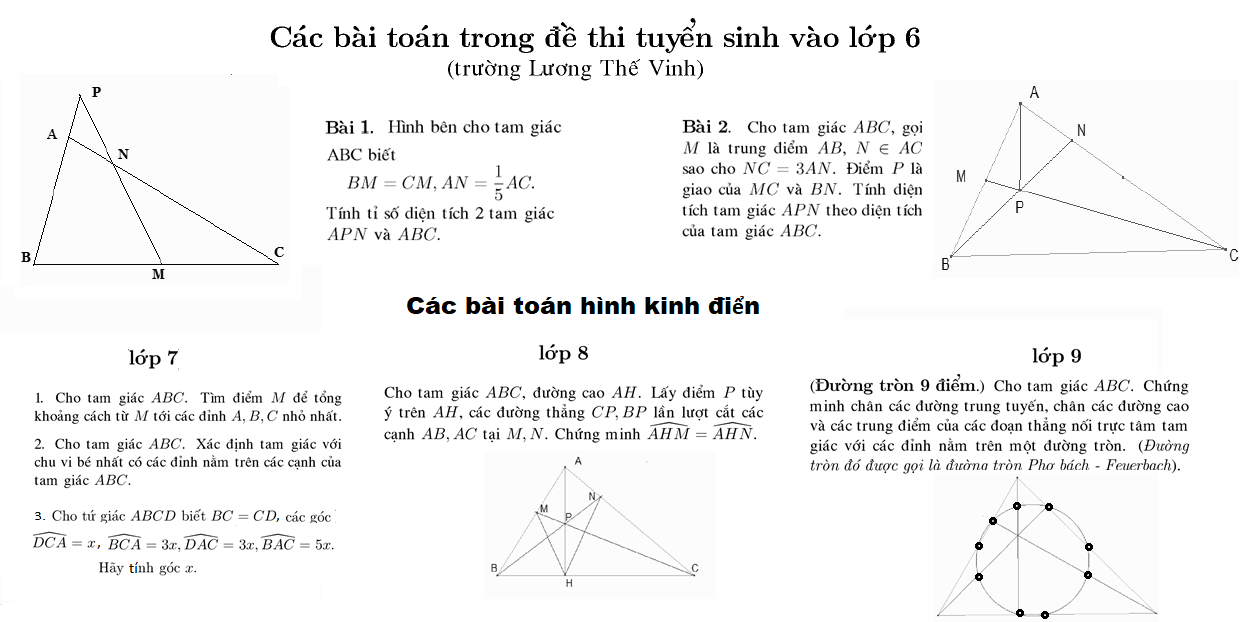 Các bài toán trong đề thi tuyển sinh vào lớp 6
(trường Lương Thế Vinh)
P
A
N
B
M
C
Bài 1. Hình bên cho tam giác
ABC biết
BM = CM, AN = 1/5 AC.
Tính tỉ số diện tích 2 tam giác
APN và ABC.
Bài 2. Cho tam giác ABC, gọi
M là trung điểm AB, N ∈ AC
sao cho NC = 3AN. Điểm P là
giao của MC và BN. Tính diện
tích tam giác APN theo diện tích
của tam giác ABC.
A
N
M
P
B
C
Các bài toán hình kinh điển
lớp 7
1. Cho tam giác ABC. Tìm điểm M để tổng
khoảng cách từ M tới các đỉnh A, B, C nhỏ nhất.
2. Cho tam giác ABC. Xác định tam giác với
chu vi bé nhất có các đỉnh nằm trên các cạnh của
tam giác ABC.
3. Cho tứ giác ABCD biết BC = CD, các góc
DCA = x, BCA = 3x, DAC = 3x, BAC = 5x.
Hãy tính góc x.
lớp 8
Cho tam giác ABC, đường cao AH. Lấy điểm P tùy
ý trên AH, các đường thẳng CP, BP lần lượt cắt các
cạnh AB, AC tại M, N. Chứng minh AHM = AHN.
A
M
N
P
B
H
C
lớp 9
(Đường tròn 9 điểm.) Cho tam giác ABC. Chứng
minh chân các đường trung tuyến, chân các đường cao
và các trung điểm của các đoạn thẳng nối trực tâm tam
giác với các đỉnh nằm trên một đường tròn. (Đường
tròn đó được gọi là đường tròn Phơ bách - Feuerbach).